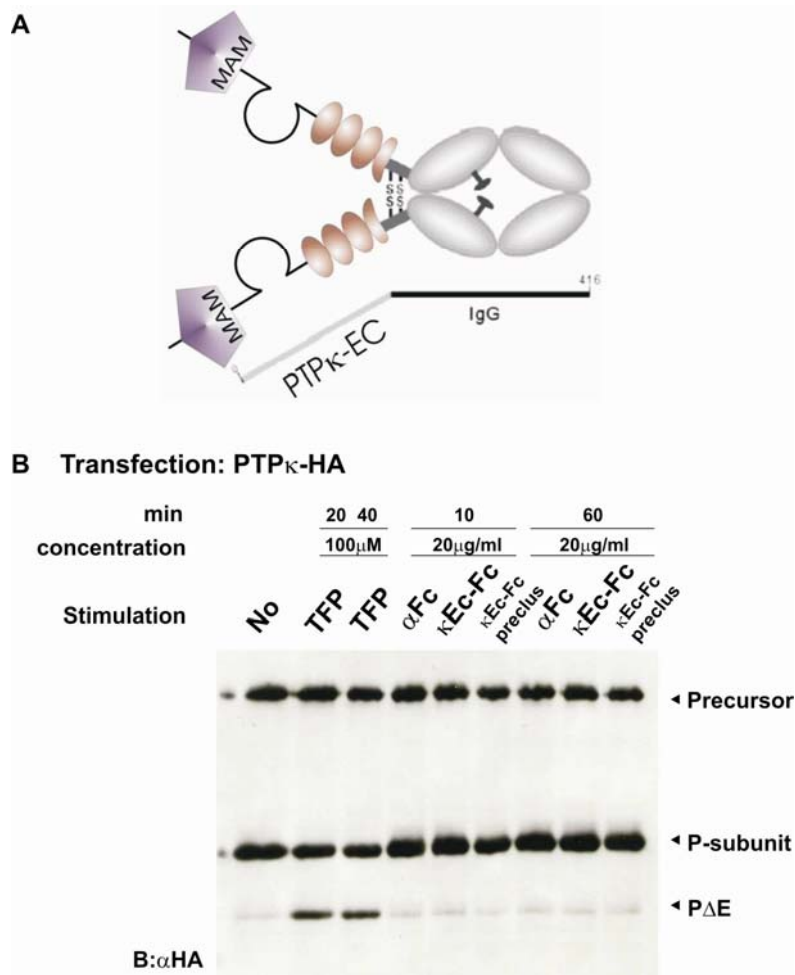 A
MAM
S S
S S
MAM
416
IgG
PTPκ-EC
B Transfection: PTPκ-HA
min 20 40 10 60
concentration 100μM 20μg/ml 20μg/ml
Stimulation No TFP TFP αFc κEc-Fc κEc-Fc preclus αFc κEc-Fc κEc-Fc preclus
Precursor
P-subunit
PΔE
B:αHA